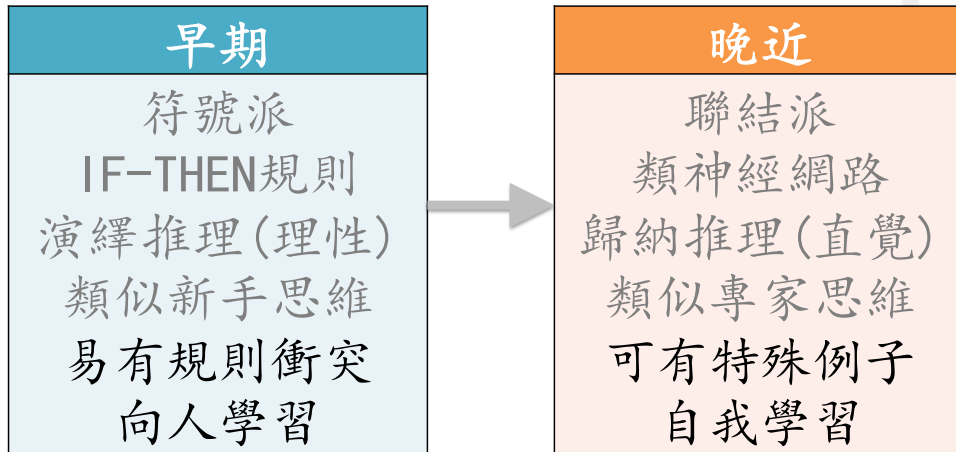 早期
符號派
IF-THEN規則
演繹推理(理性)
類似新手思維
易有規則衝突
向人學習
晚近
聯結派
類神經網路
歸納推理(直覺)
類似專家思維
可有特殊例子
自我學習